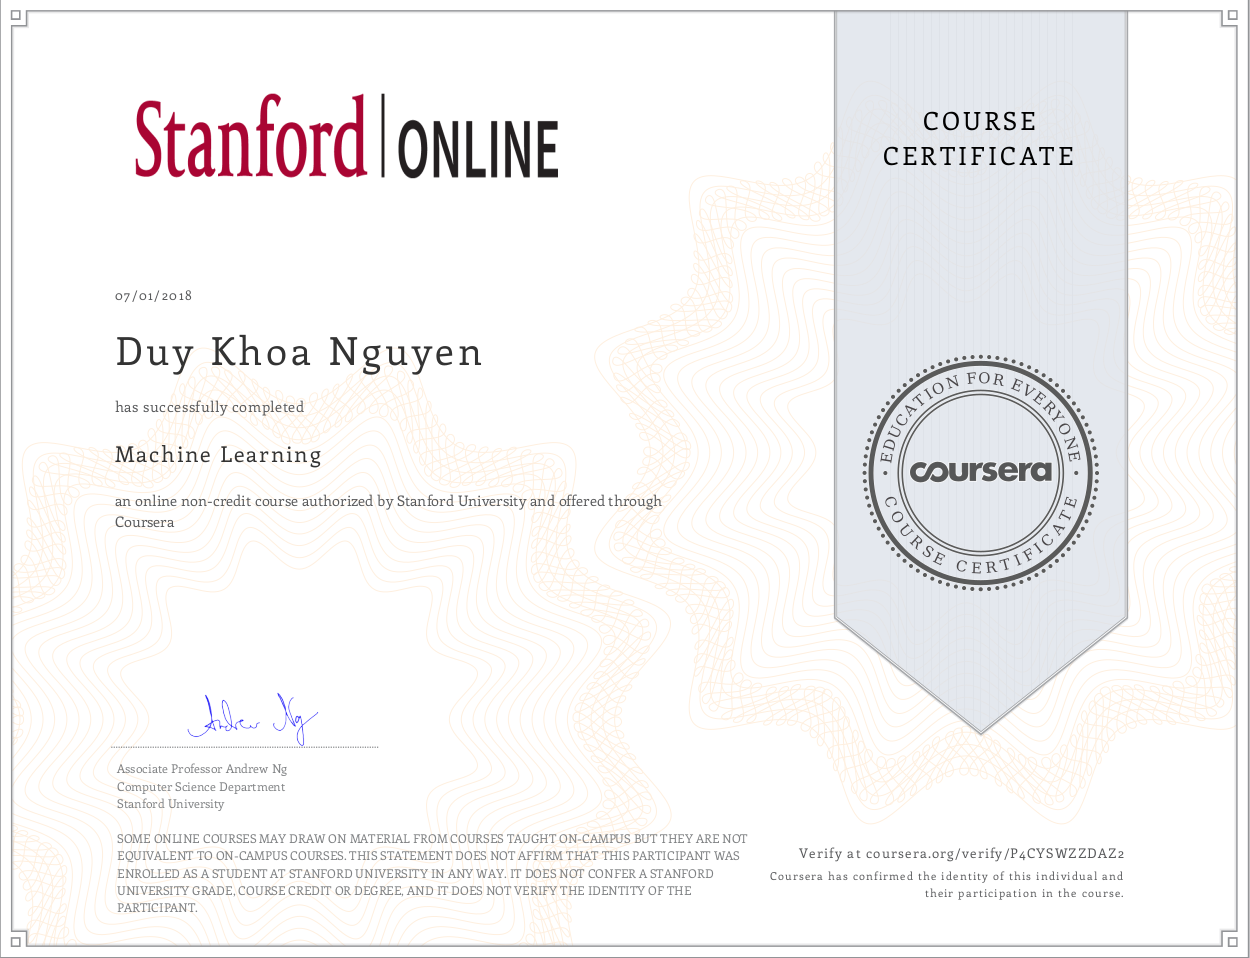 Stanford | ONLINE
COURSE
CERTIFICATE
07/01/2018
Duy Khoa Nguyen
has successfully completed
Machine Learning
an online non-credit course authorized by Stanford University and offered through
Coursera
EDUCATION FOR EVERYONE
coursera
COURSE CERTIFICATE
Andrew Ng
Associate Professor Andrew Ng
Computer Science Department
Stanford University
SOME ONLINE COURSES MAY DRAW ON MATERIAL FROM COURSES TAUGHT ON-CAMPUS BUT THEY ARE NOT
EQUIVALENT TO ON-CAMPUS COURSES. THIS STATEMENT DOES NOT AFFIRM THAT THIS PARTICIPANT WAS
ENROLLED AS A STUDENT AT STANFORD UNIVERSITY IN ANY WAY. IT DOES NOT CONFER A STANFORD
UNIVERSITY GRADE, COURSE CREDIT OR DEGREE, AND IT DOES NOT VERIFY THE IDENTITY OF THE
PARTICIPANT.
Verify at coursera.org/verify/P4CYSWZZDAZ2
Coursera has confirmed the identity of this individual and
their participation in the course.